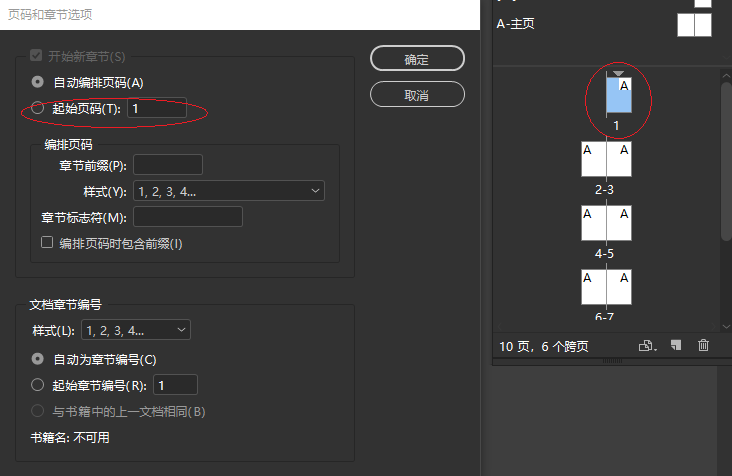 页码和章节选项
开始新章节(S)
自动编排页码(A)
起始页码(T): 1
编排页码
章节前缀(P):
样式(Y): 1, 2, 3, 4...
章节标志符(M):
编排页码时包含前缀(I)
文档章节编号
样式(L): 1, 2, 3, 4...
自动为章节编号(C)
起始章节编号(R): 1
与书籍中的上一文档相同(B)
书籍名: 不可用
确定
取消
A-主页
A
1
A A
2-3
A A
4-5
A A
6-7
10 页，6 个跨页